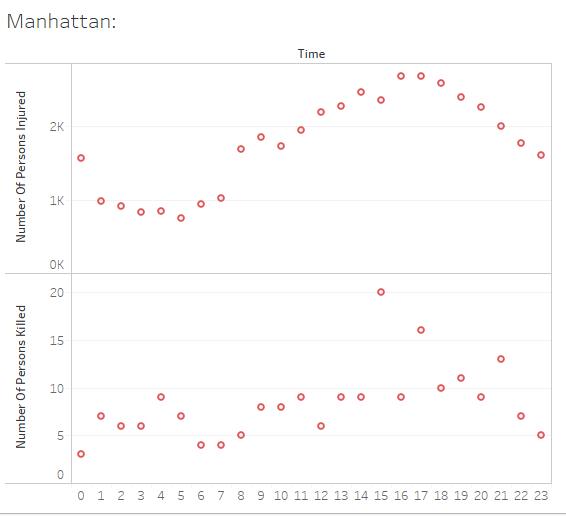 Manhattan:
Time
Number Of Persons Injured
2K
1K
0K
Number Of Persons Killed
20
15
10
5
0
0 1 2 3 4 5 6 7 8 9 10 11 12 13 14 15 16 17 18 19 20 21 22 23